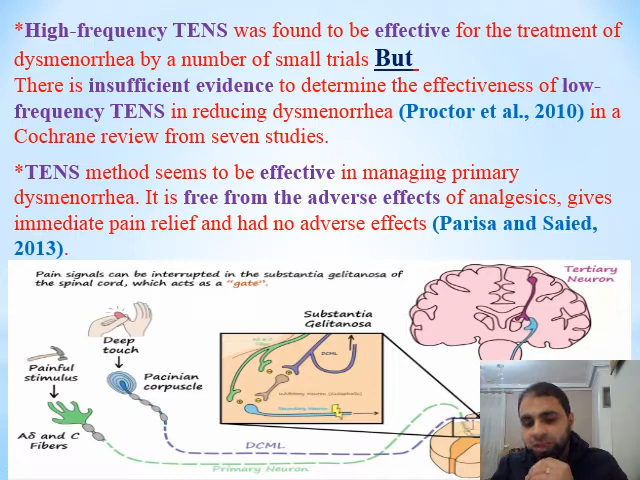 *High-frequency TENS was found to be effective for the treatment of
dysmenorrhea by a number of small trials But
There is insufficient evidence to determine the effectiveness of low-
frequency TENS in reducing dysmenorrhea (Proctor et al., 2010) in a
Cochrane review from seven studies.
*TENS method seems to be effective in managing primary
dysmenorrhea. It is free from the adverse effects of analgesics, gives
immediate pain relief and had no adverse effects (Parisa and Saied,
2013).
Pain signals can be interrupted in the substantia gelitanosa of
the spinal cord, which acts as a "gate".
Tertiary
Neuron
Substantia
Gelitanosa
Deep
touch
Painful
stimulus
Pacinian
corpuscle
Aδ and C
Fibers
DCML
Inhibitory Neuron (Enkephalin)
Secondary Neuron
DCML
Primary Neuron